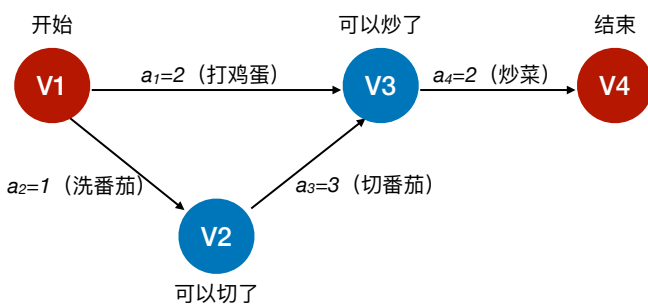 开始
可以炒了
结束
V1
a1=2（打鸡蛋）
V3
a4=2（炒菜）
V4
a2=1（洗番茄）
a3=3（切番茄）
V2
可以切了